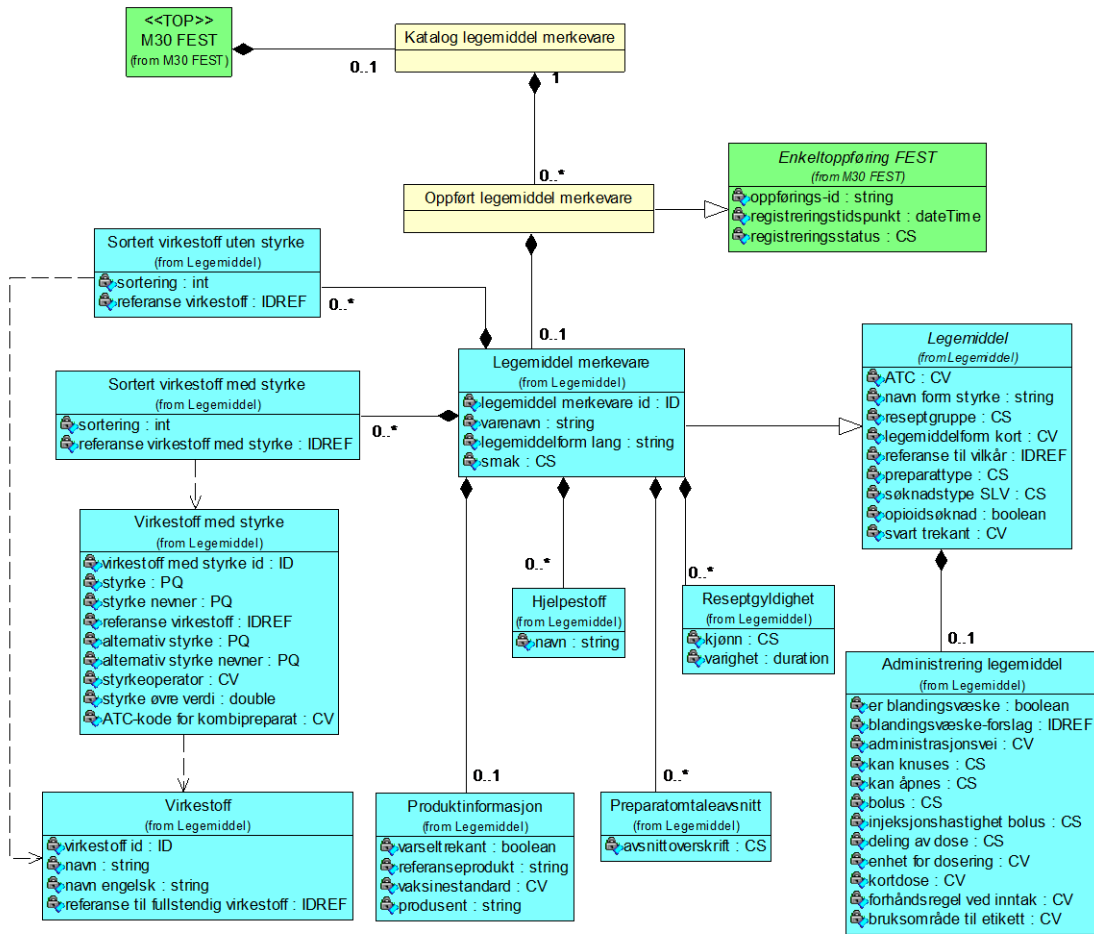 <<TOP>>
M30 FEST
(from M30 FEST)
0..1
Katalog legemiddel merkevare
1
0..*
Oppført legemiddel merkevare
Enkeltoppføring FEST
(from M30 FEST)
oppførings-id : string
registreringstidspunkt : dateTime
registreringsstatus : CS
Sortert virkestoff uten styrke
(from Legemiddel)
sortering : int
referanse virkestoff : IDREF
0..*
0..1
Legemiddel merkevare
(from Legemiddel)
legemiddel merkevare id : ID
varenavn : string
legemiddelform lang : string
smak : CS
Legemiddel
(from Legemiddel)
ATC : CV
navn form styrke : string
reseptgruppe : CS
legemiddelform kort : CV
referanse til vilkår : IDREF
preparattype : CS
søknadstype SLV : CS
opioidsøknad : boolean
svart trekant : CV
Sortert virkestoff med styrke
(from Legemiddel)
sortering : int
referanse virkestoff med styrke : IDREF
0..*
Virkestoff med styrke
(from Legemiddel)
virkestoff med styrke id : ID
styrke : PQ
styrke nevner : PQ
referanse virkestoff : IDREF
alternativ styrke : PQ
alternativ styrke nevner : PQ
styrkeoperator : CV
styrke øvre verdi : double
ATC-kode for kombipreparat : CV
0..*
Hjelpestoff
(from Legemiddel)
navn : string
0..*
Reseptgyldighet
(from Legemiddel)
kjønn : CS
varighet : duration
0..1
Administrering legemiddel
(from Legemiddel)
er blandingsvæske : boolean
blandingsvæske-forslag : IDREF
administrasjonsvei : CV
kan knuses : CS
kan åpnes : CS
bolus : CS
injeksjonshastighet bolus : CS
deling av dose : CS
enhet for dosering : CV
kortdose : CV
forhåndsregel ved inntak : CV
bruksområde til etikett : CV
Virkestoff
(from Legemiddel)
virkestoff id : ID
navn : string
navn engelsk : string
referanse til fullstendig virkestoff : IDREF
0..1
Produktinformasjon
(from Legemiddel)
varseltrekant : boolean
referanseprodukt : string
vaksinestandard : CV
produsent : string
0..*
Preparatomtaleavsnitt
(from Legemiddel)
avsnittoverskrift : CS